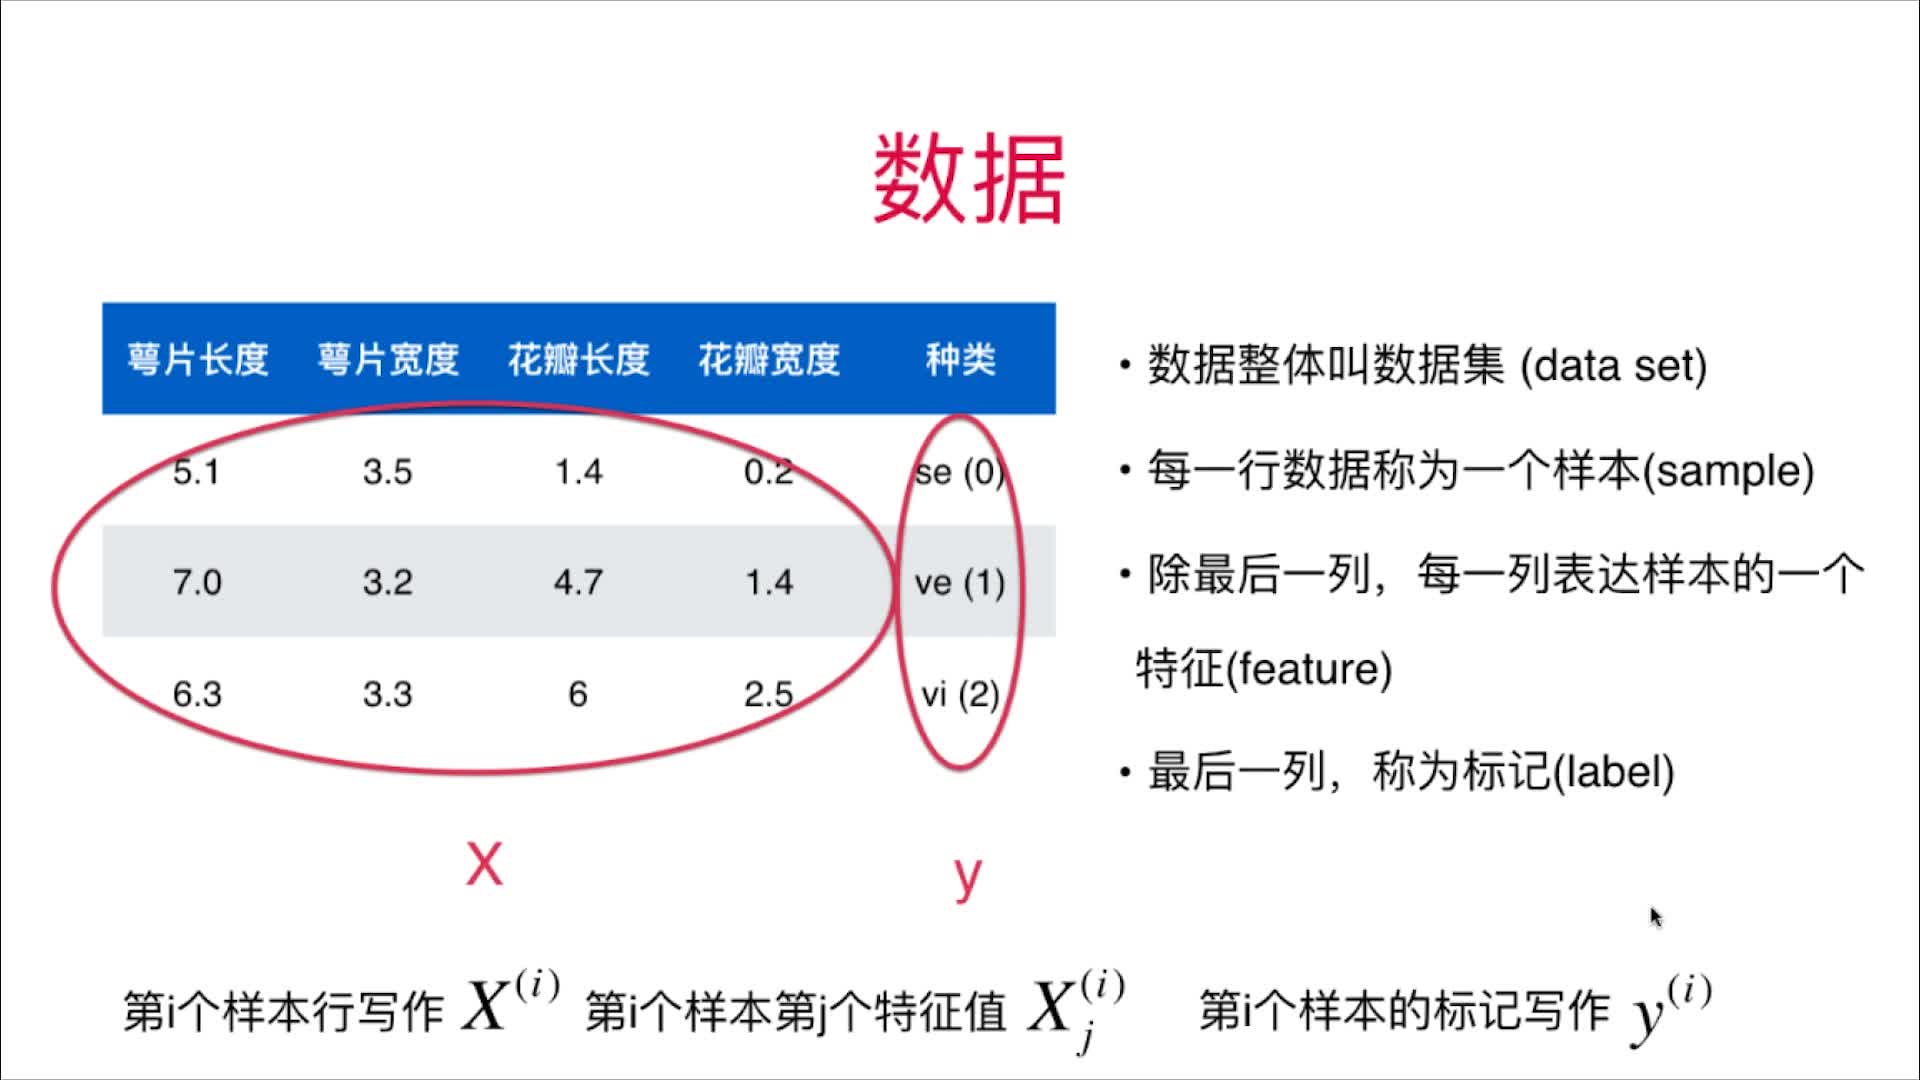 数据
萼片长度 萼片宽度 花瓣长度 花瓣宽度 种类
5.1 3.5 1.4 0.2 se (0)
7.0 3.2 4.7 1.4 ve (1)
6.3 3.3 6 2.5 vi (2)
X y
• 数据整体叫数据集 (data set)
• 每一行数据称为一个样本(sample)
• 除最后一列，每一列表达样本的一个
特征(feature)
• 最后一列，称为标记(label)
第i个样本行写作 X^(i) 第i个样本第j个特征值 X_j^(i) 第i个样本的标记写作 y^(i)